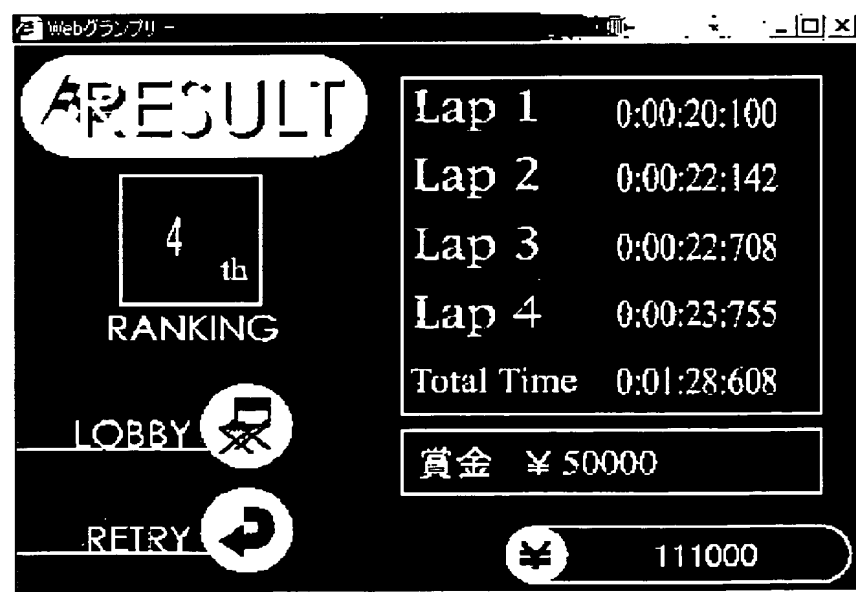 Webグランプリ -
RESULT
4 th
RANKING
LOBBY
RETRY
Lap 1 0:00:20:100
Lap 2 0:00:22:142
Lap 3 0:00:22:708
Lap 4 0:00:23:755
Total Time 0:01:28:608
賞金 ¥ 50000
¥ 111000